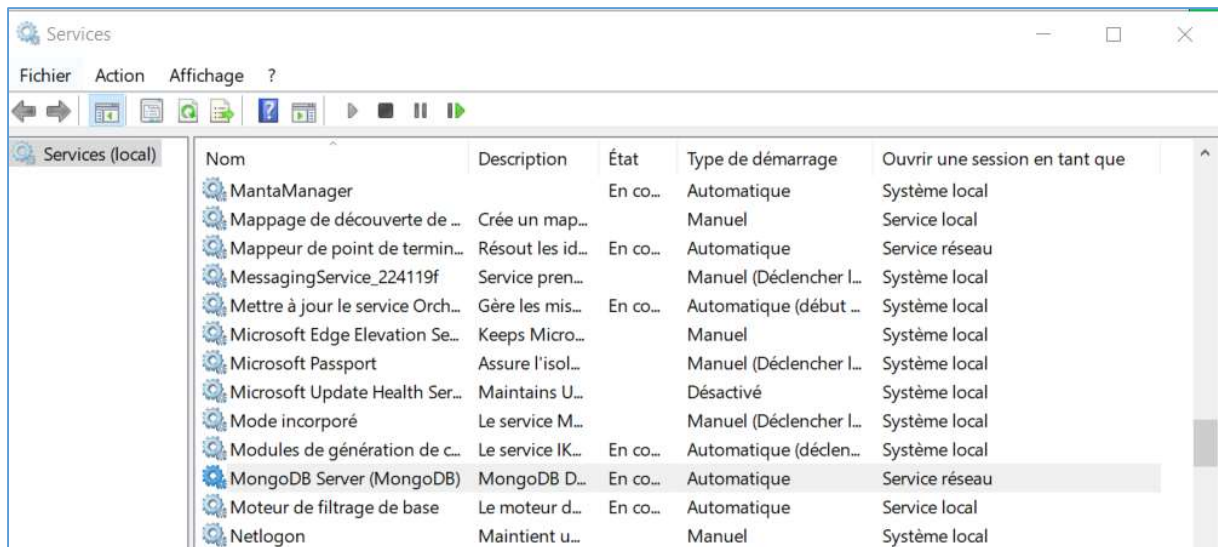 Services
Fichier Action Affichage ?
Services (local)
Nom Description État Type de démarrage Ouvrir une session en tant que
MantaManager En co... Automatique Système local
Mappage de découverte de ... Crée un map... Manuel Service local
Mappeur de point de termin... Résout les id... En co... Automatique Service réseau
MessagingService_224119f Service pren... Manuel (Déclencher l... Système local
Mettre à jour le service Orch... Gère les mis... En co... Automatique (début ... Système local
Microsoft Edge Elevation Se... Keeps Micro... Manuel Système local
Microsoft Passport Assure l'isol... Manuel (Déclencher l... Système local
Microsoft Update Health Ser... Maintains U... Désactivé Système local
Mode incorporé Le service M... Manuel (Déclencher l... Système local
Modules de génération de c... Le service IK... En co... Automatique (déclen... Système local
MongoDB Server (MongoDB) MongoDB D... En co... Automatique Service réseau
Moteur de filtrage de base Le moteur d... En co... Automatique Service local
Netlogon Maintient u... Manuel Système local